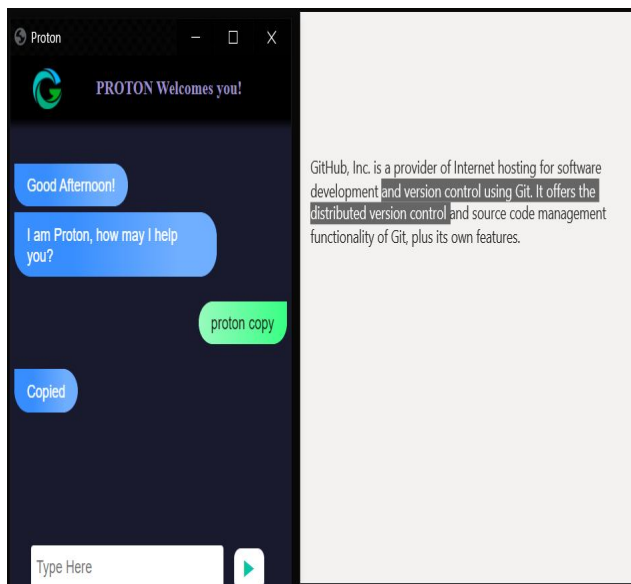 Proton
PROTON Welcomes you!
Good Afternoon!
I am Proton, how may I help
you?
proton copy
Copied
Type Here
GitHub, Inc. is a provider of Internet hosting for software
development and version control using Git. It offers the
distributed version control and source code management
functionality of Git, plus its own features.